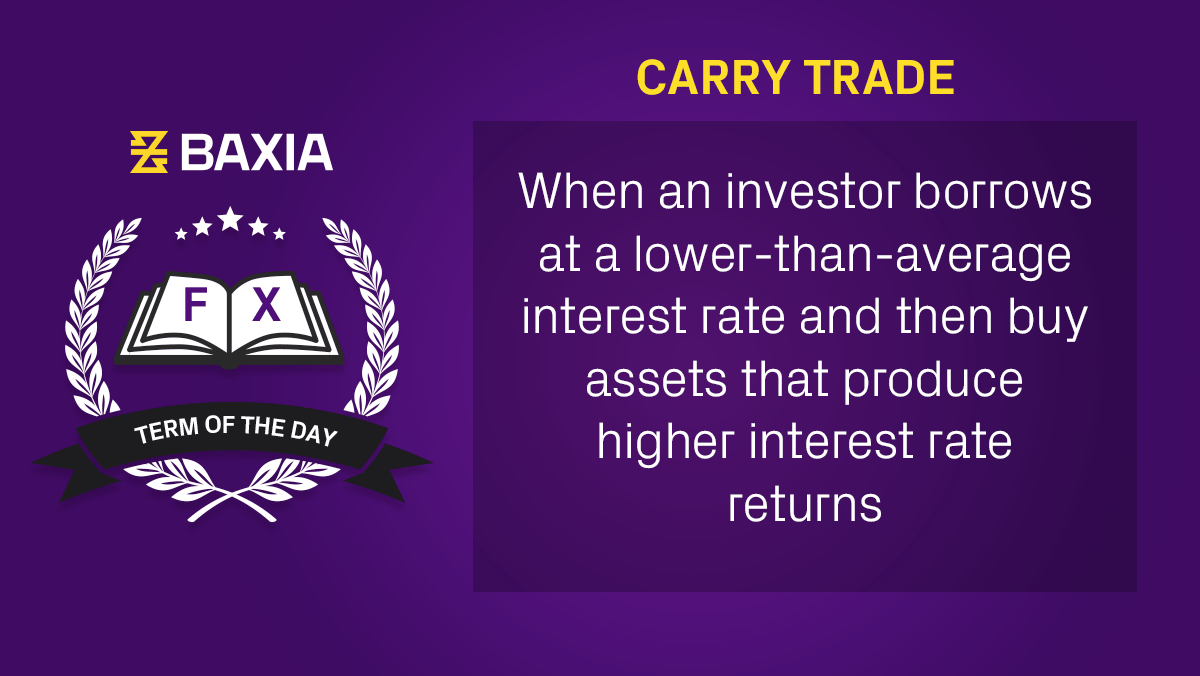 BAXIA
F X
TERM OF THE DAY
CARRY TRADE
When an investor borrows
at a lower-than-average
interest rate and then buy
assets that produce
higher interest rate
returns